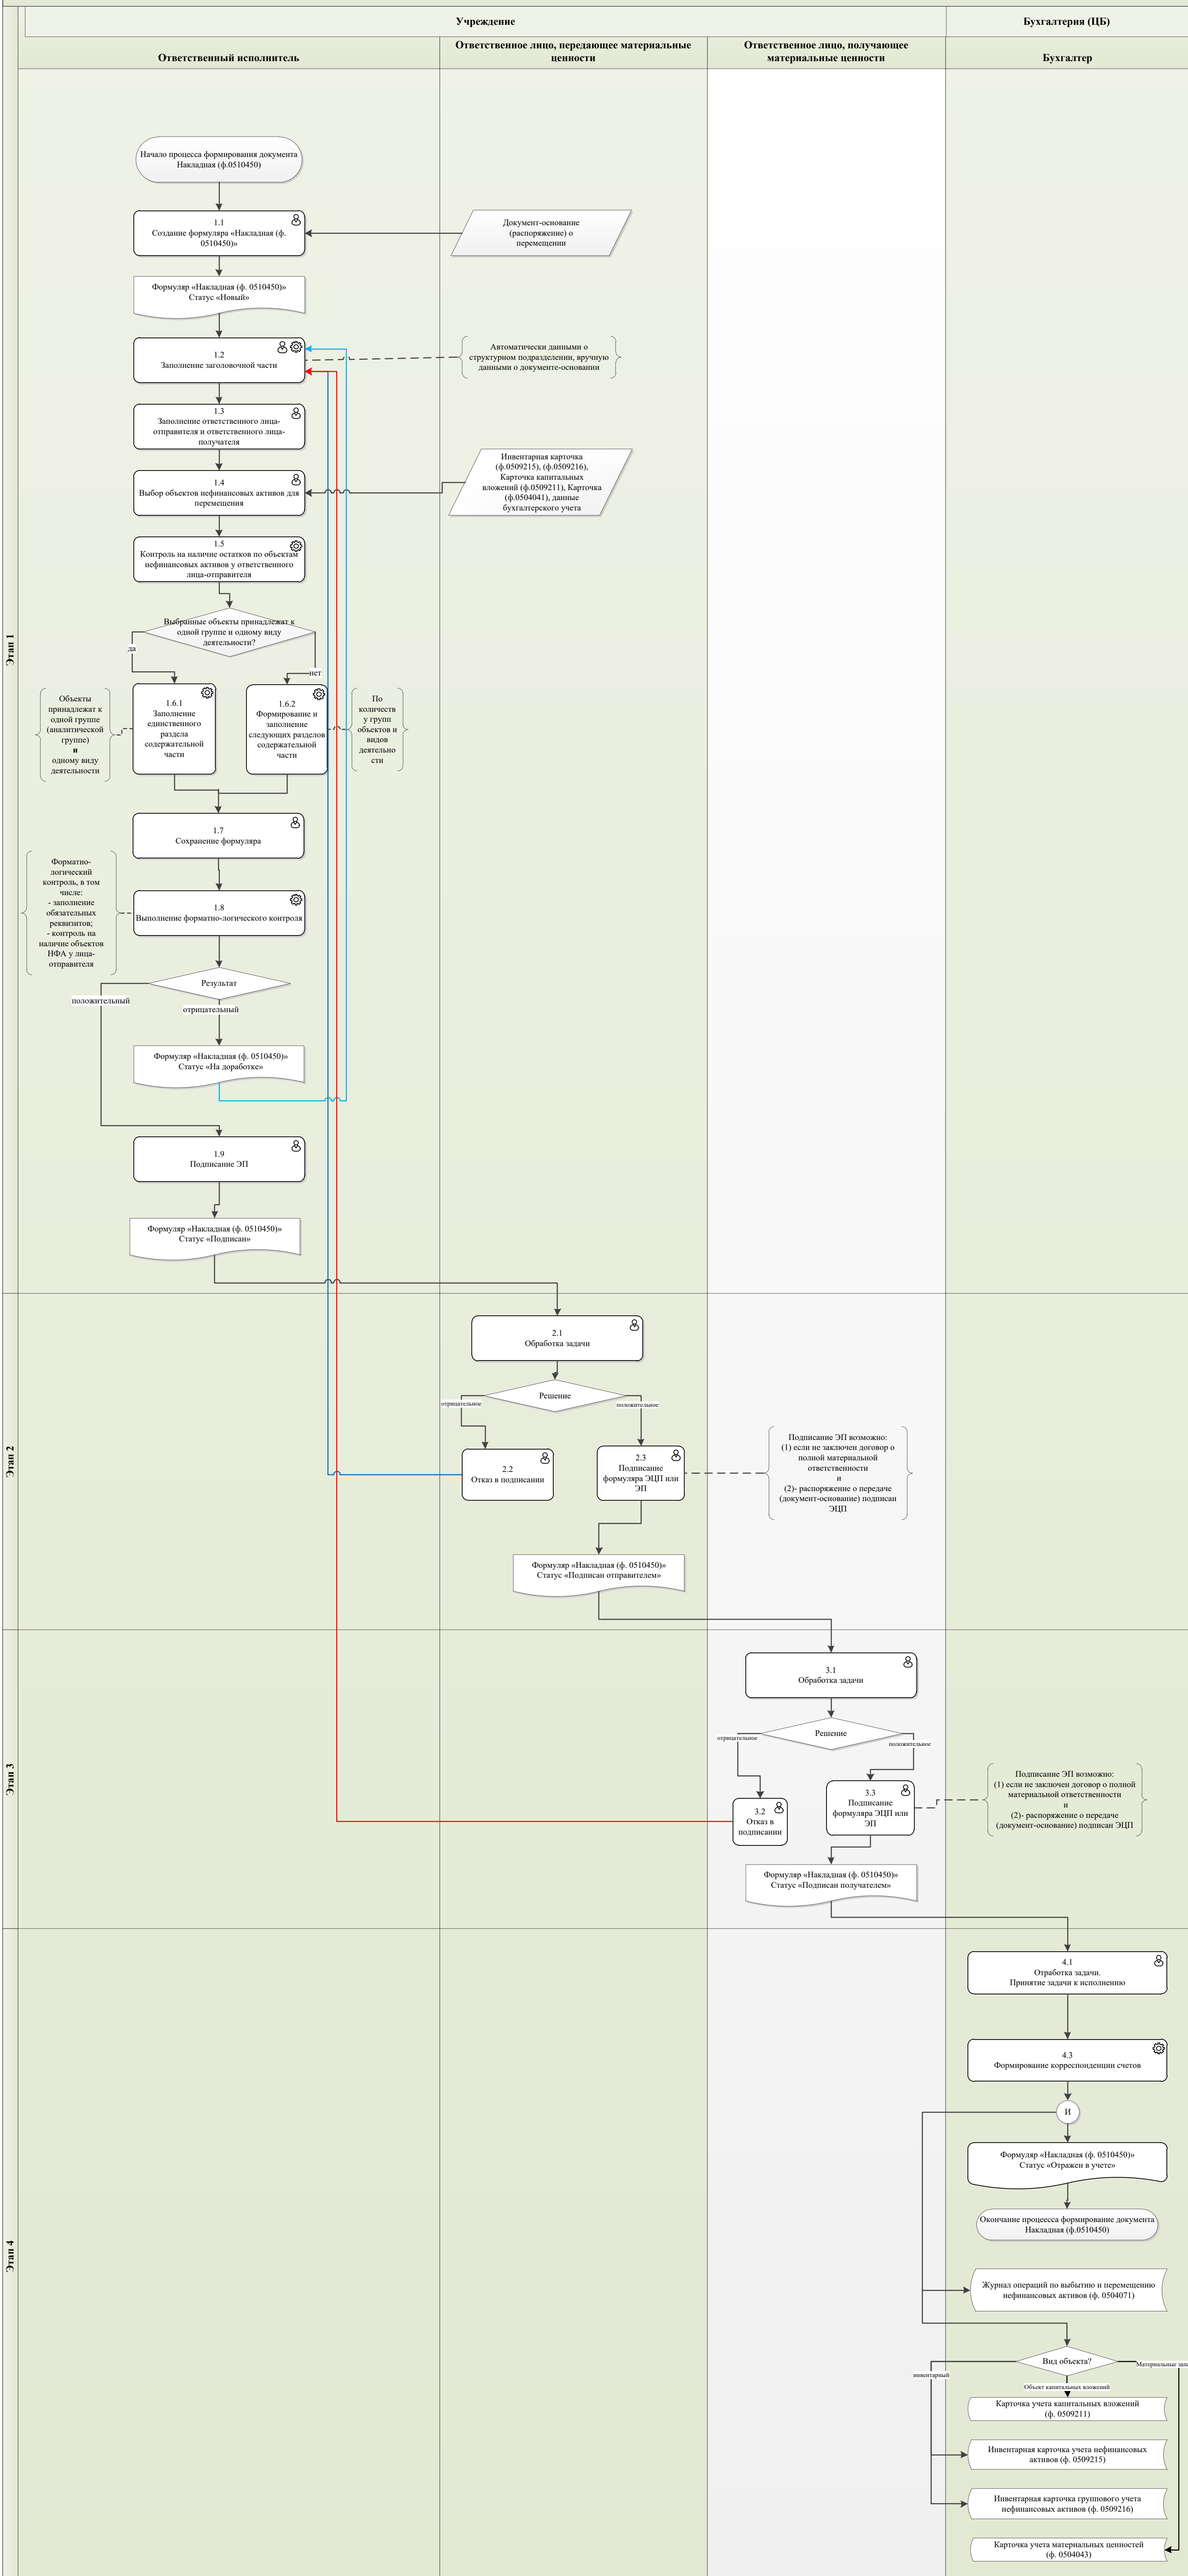 Учреждение
Бухгалтерия (ЦБ)
Ответственный исполнитель
Ответственное лицо, передающее материальные
ценности
Ответственное лицо, получающее
материальные ценности
Бухгалтер
Этап 1
Начало процесса формирования документа
Накладная (ф.0510450)
1.1
Создание формуляра «Накладная (ф.
0510450)»
Документ-основание
(распоряжение) о
перемещении
Формуляр «Накладная (ф. 0510450)»
Статус «Новый»
1.2
Заполнение заголовочной части
Автоматически данными о
структурном подразделении, вручную
данными о документе-основании
1.3
Заполнение ответственного лица-
отправителя и ответственного лица-
получателя
1.4
Выбор объектов нефинансовых активов для
перемещения
Инвентарная карточка
(ф.0509215), (ф.0509216),
Карточка капитальных
вложений (ф.0509211), Карточка
(ф.0504041), данные
бухгалтерского учета
1.5
Контроль на наличие остатков по объектам
нефинансовых активов у ответственного
лица-отправителя
Выбранные объекты принадлежат к
одной группе и одному виду
деятельности?
да
нет
Объекты
принадлежат к
одной группе
(аналитической
группе)
и
одному виду
деятельности
1.6.1
Заполнение
единственного
раздела
содержательной
части
1.6.2
Формирование и
заполнение
следующих разделов
содержательной
части
По
количеств
у групп
объектов и
видов
деятельно
сти
1.7
Сохранение формуляра
Форматно-
логический
контроль, в том
числе:
- заполнение
обязательных
реквизитов;
- контроль на
наличие объектов
НФА у лица-
отправителя
1.8
Выполнение форматно-логического контроля
Результат
положительный
отрицательный
Формуляр «Накладная (ф. 0510450)»
Статус «На доработке»
1.9
Подписание ЭП
Формуляр «Накладная (ф. 0510450)»
Статус «Подписан»
Этап 2
2.1
Обработка задачи
Решение
отрицательное
положительное
2.2
Отказ в подписании
2.3
Подписание
формуляра ЭЦП или
ЭП
Подписание ЭП возможно:
(1) если не заключен договор о
полной материальной
ответственности
и
(2)- распоряжение о передаче
(документ-основание) подписан
ЭЦП
Формуляр «Накладная (ф. 0510450)»
Статус «Подписан отправителем»
Этап 3
3.1
Обработка задачи
Решение
отрицательное
положительное
3.2
Отказ в
подписании
3.3
Подписание
формуляра ЭЦП или
ЭП
Подписание ЭП возможно:
(1) если не заключен договор о полной
материальной ответственности
и
(2)- распоряжение о передаче
(документ-основание) подписан ЭЦП
Формуляр «Накладная (ф. 0510450)»
Статус «Подписан получателем»
Этап 4
4.1
Отработка задачи.
Принятие задачи к исполнению
4.3
Формирование корреспонденции счетов
И
Формуляр «Накладная (ф. 0510450)»
Статус «Отражен в учете»
Окончание процеесса формирование документа
Накладная (ф.0510450)
Журнал операций по выбытию и перемещению
нефинансовых активов (ф. 0504071)
Вид объекта?
инвентарный
Объект капитальных вложений
Материальные
Карточка учета капитальных вложений
(ф. 0509211)
Инвентарная карточка учета нефинансовых
активов (ф. 0509215)
Инвентарная карточка группового учета
нефинансовых активов (ф. 0509216)
Карточка учета материальных ценностей
(ф. 0504043)